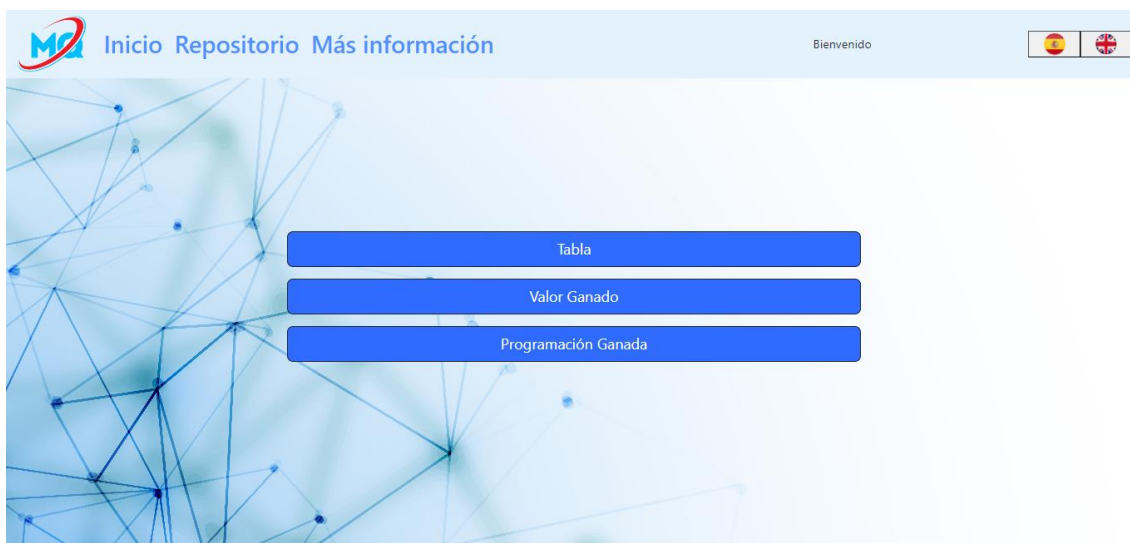 MQ Inicio Repositorio Más información Bienvenido
Tabla
Valor Ganado
Programación Ganada